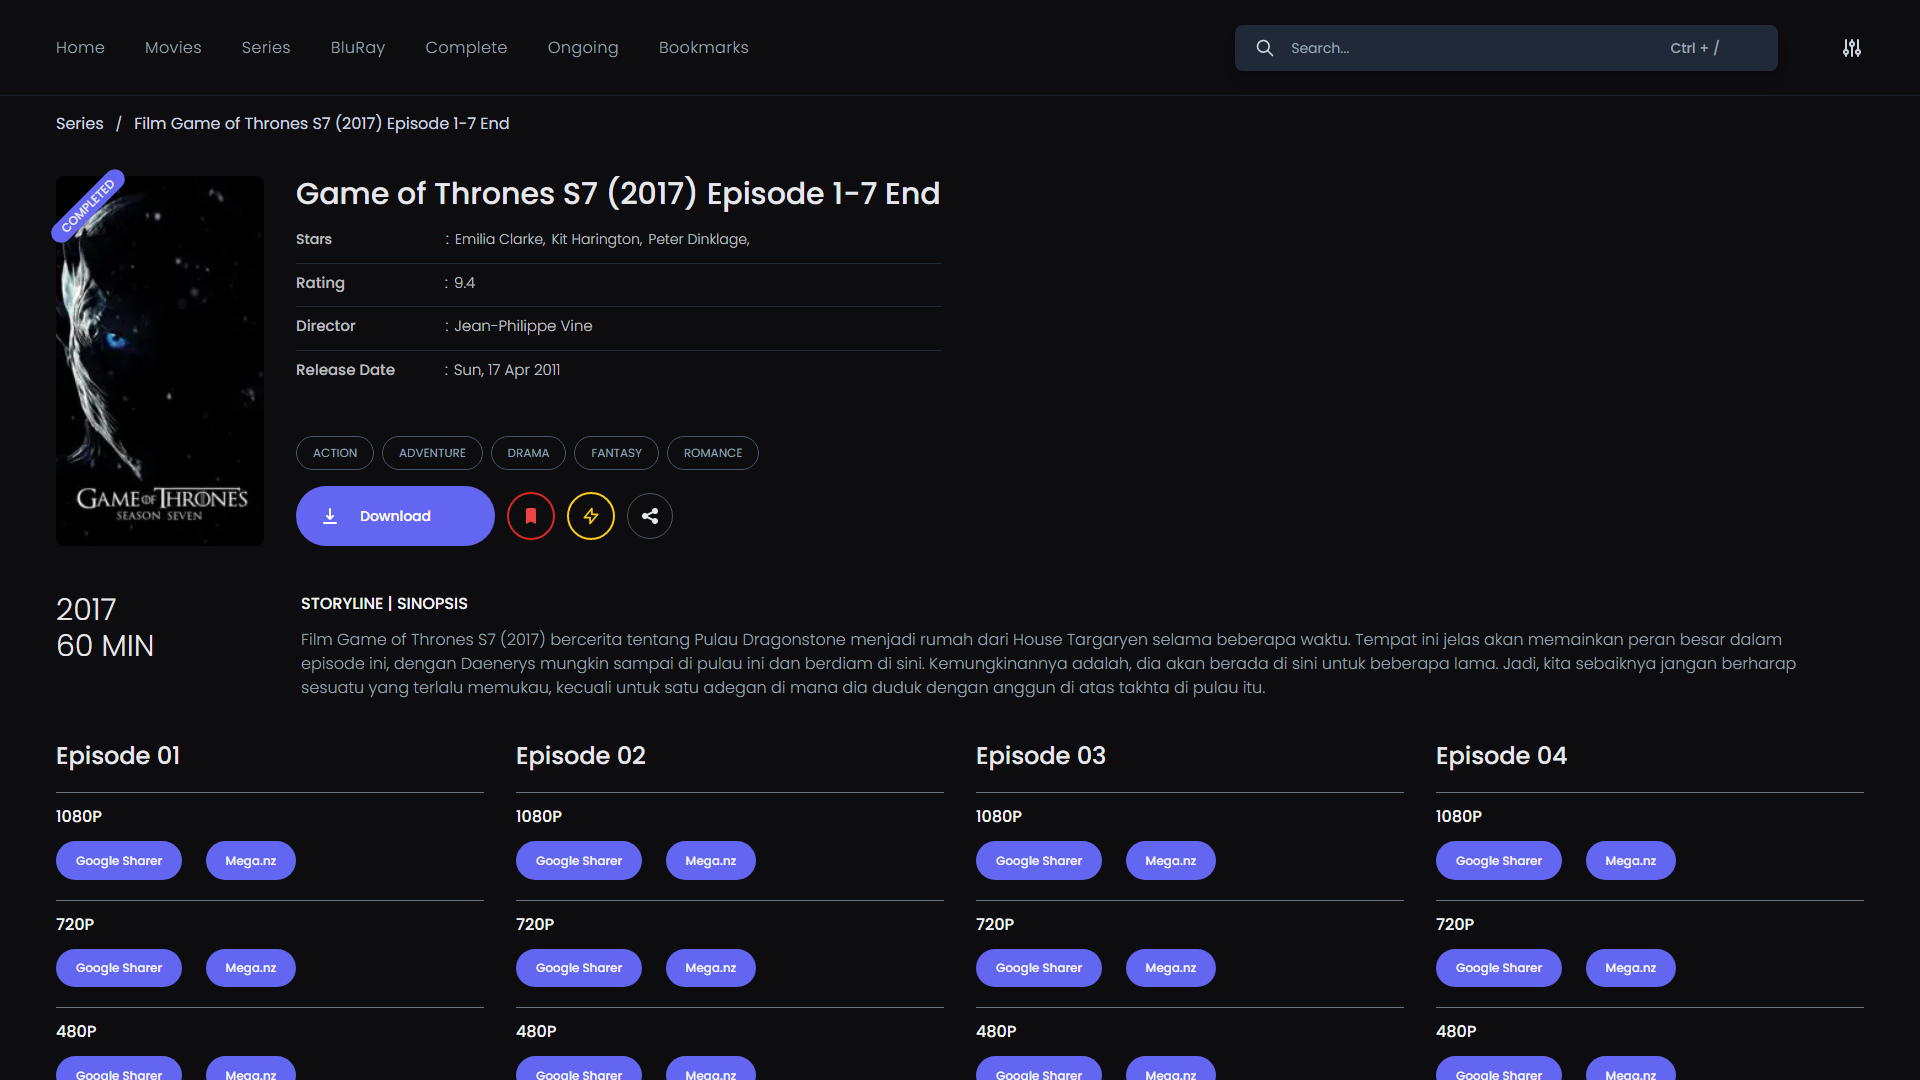 Home Movies Series BluRay Complete Ongoing Bookmarks Search... Ctrl + /
Series / Film Game of Thrones S7 (2017) Episode 1-7 End
COMPLETED
GAME OF THRONES
SEASON SEVEN
Game of Thrones S7 (2017) Episode 1-7 End
Stars : Emilia Clarke, Kit Harington, Peter Dinklage,
Rating : 9.4
Director : Jean-Philippe Vine
Release Date : Sun, 17 Apr 2011
ACTION ADVENTURE DRAMA FANTASY ROMANCE
Download
2017
60 MIN
STORYLINE | SINOPSIS
Film Game of Thrones S7 (2017) bercerita tentang Pulau Dragonstone menjadi rumah dari House Targaryen selama beberapa waktu. Tempat ini jelas akan memainkan peran besar dalam
episode ini, dengan Daenerys mungkin sampai di pulau ini dan berdiam di sini. Kemungkinannya adalah, dia akan berada di sini untuk beberapa lama. Jadi, kita sebaiknya jangan berharap
sesuatu yang terlalu memukau, kecuali untuk satu adegan di mana dia duduk dengan anggun di atas takhta di pulau itu.
Episode 01 Episode 02 Episode 03 Episode 04
1080P 1080P 1080P 1080P
Google Sharer Mega.nz Google Sharer Mega.nz Google Sharer Mega.nz Google Sharer Mega.nz
720P 720P 720P 720P
Google Sharer Mega.nz Google Sharer Mega.nz Google Sharer Mega.nz Google Sharer Mega.nz
480P 480P 480P 480P
Google Sharer Mega.nz Google Sharer Mega.nz Google Sharer Mega.nz Google Sharer Mega.nz